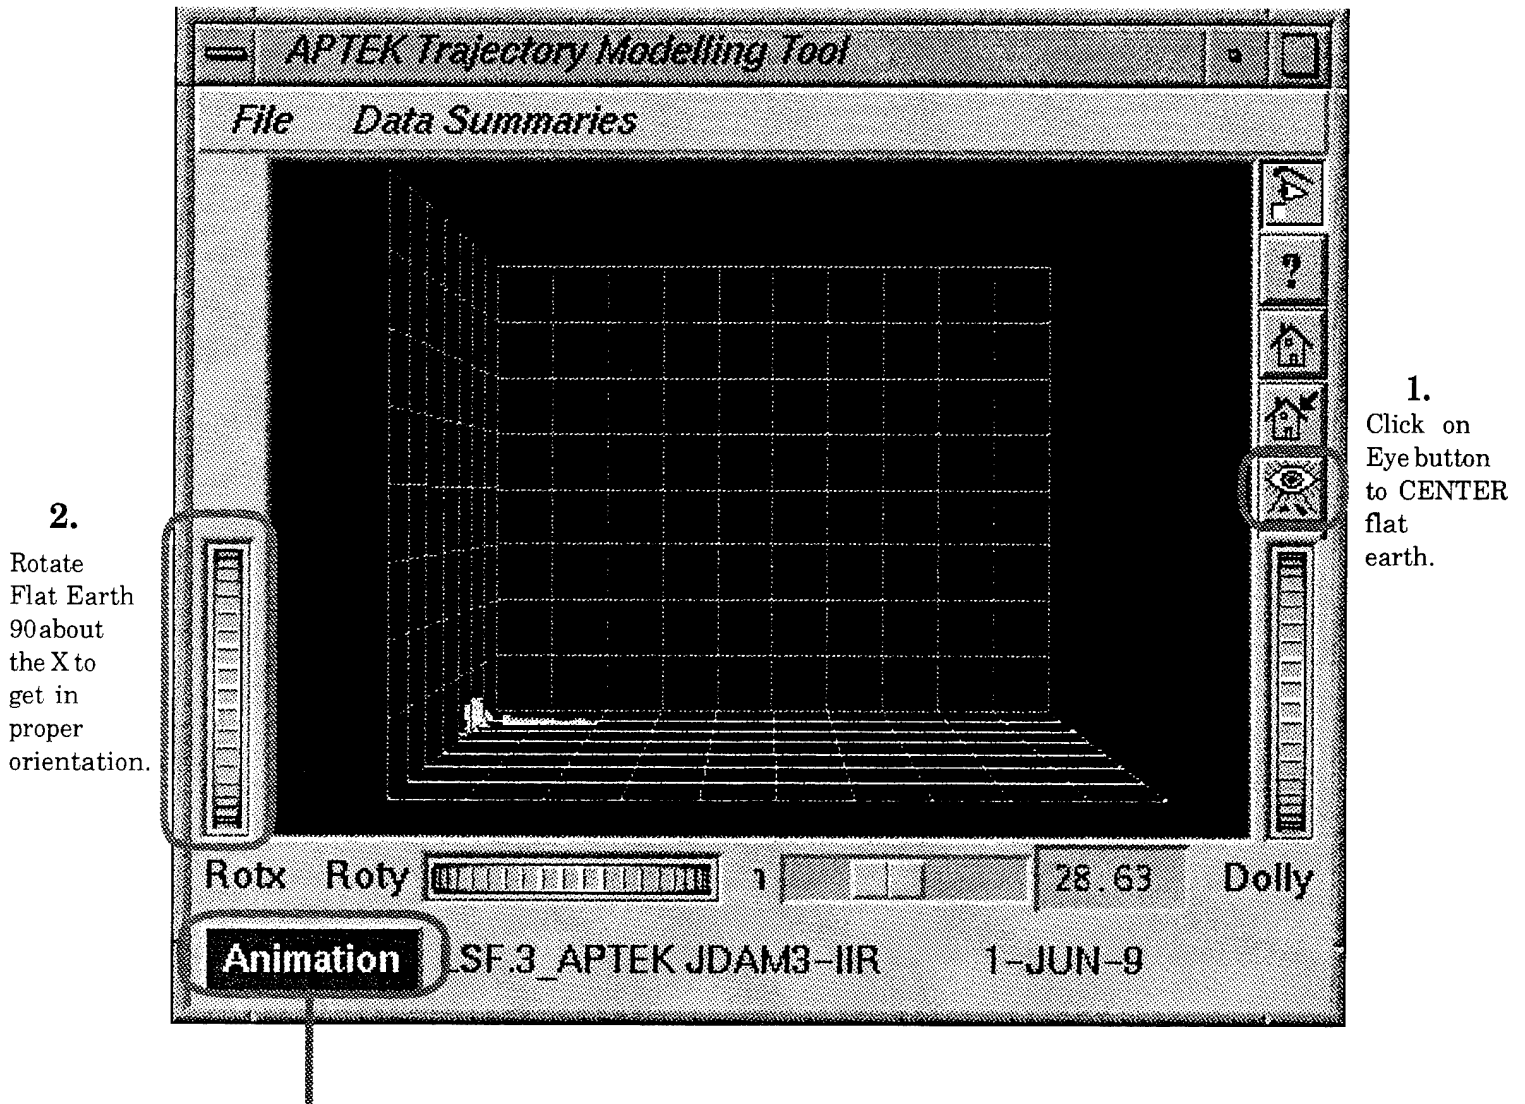 APTEK Trajectory Modelling Tool
File Data Summaries
?
1.
Click on
Eye button
to CENTER
flat
earth.
2.
Rotate
Flat Earth
90 about
the X to
get in
proper
orientation.
Rotx Roty 28.63 Dolly
Animation LSF.3_APTEK JDAM3-IIR 1-JUN-9